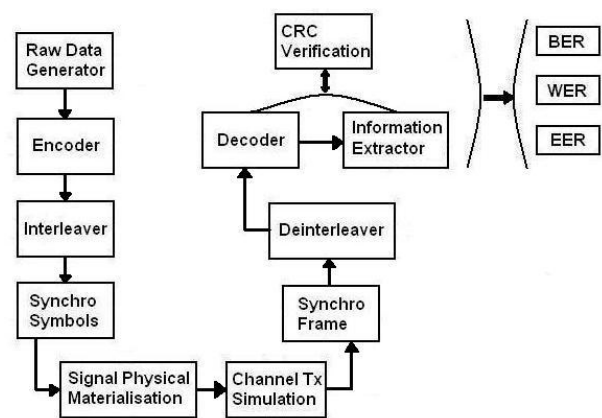 Raw Data
Generator
Encoder
Interleaver
Synchro
Symbols
Signal Physical
Materialisation
Channel Tx
Simulation
Synchro
Frame
Deinterleaver
Decoder
Information
Extractor
CRC
Verification
BER
WER
EER